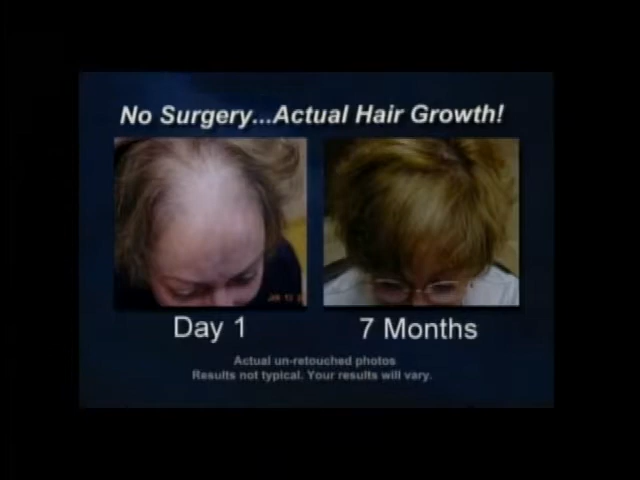 No Surgery...Actual Hair Growth!
Day 1
7 Months
Actual un-retouched photos
Results not typical. Your results will vary.